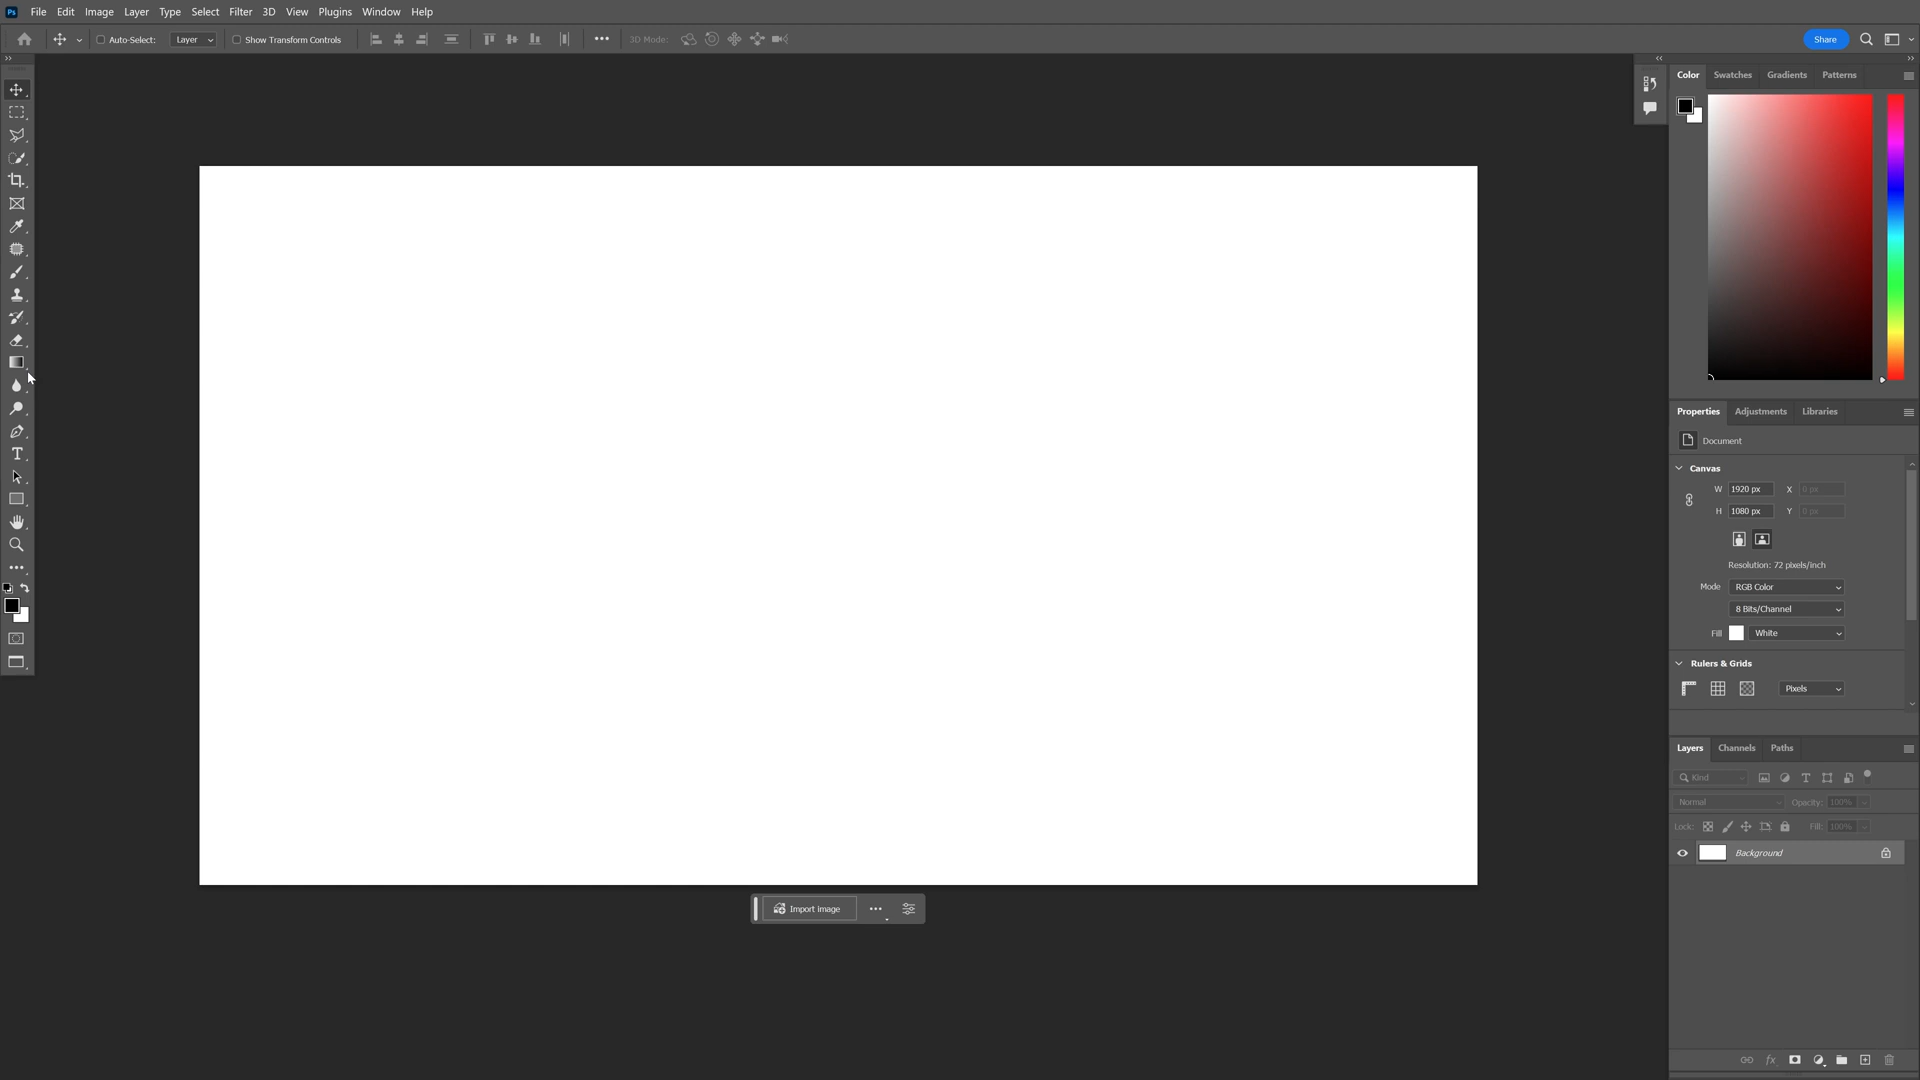 Ps File Edit Image Layer Type Select Filter 3D View Plugins Window Help
Auto-Select: Layer Show Transform Controls 3D Mode: Share
Color Swatches Gradients Patterns
Properties Adjustments Libraries
Document
Canvas
W 1920 px X 0 px
H 1080 px Y 0 px
Resolution: 72 pixels/inch
Mode RGB Color
8 Bits/Channel
Fill White
Rulers & Grids
Pixels
Layers Channels Paths
Kind
Normal Opacity: 100%
Lock: Fill: 100%
Background
Import image
fx